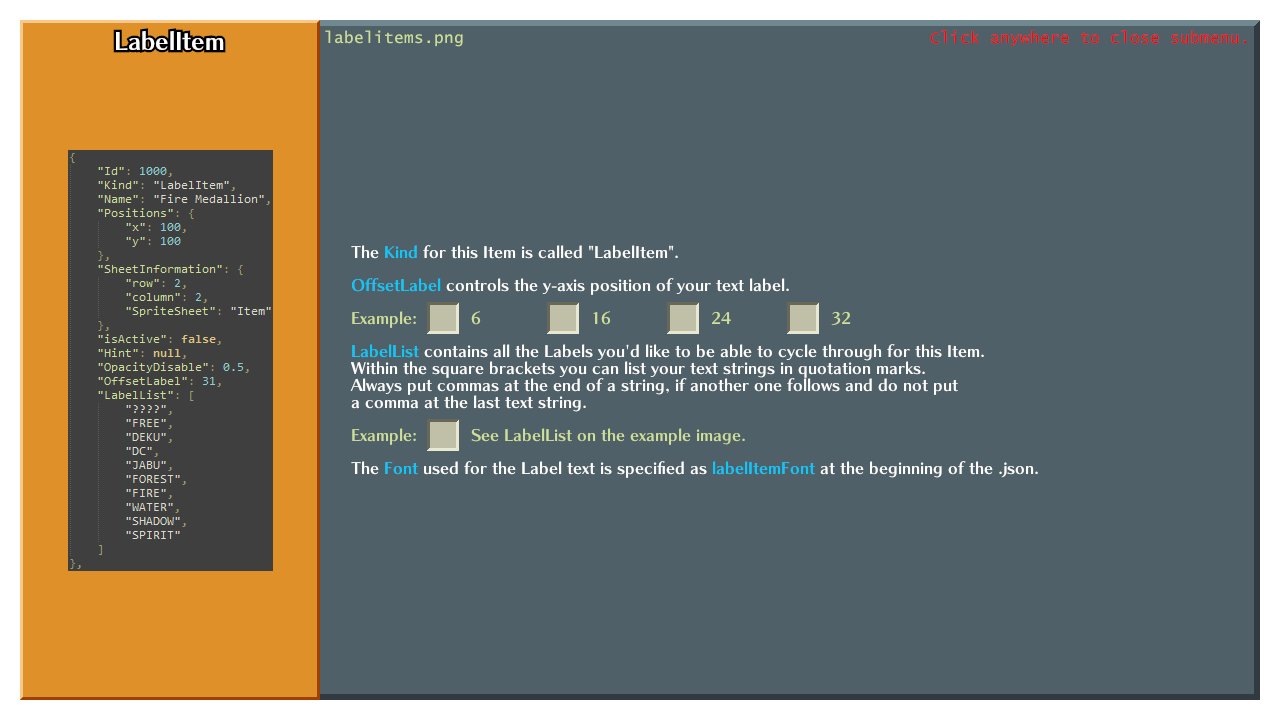 LabelItem
{
"Id": 1000,
"Kind": "LabelItem",
"Name": "Fire Medallion",
"Positions": {
"x": 100,
"y": 100
},
"SheetInformation": {
"row": 2,
"column": 2,
"SpriteSheet": "Item"
},
"isActive": false,
"Hint": null,
"OpacityDisable": 0.5,
"OffsetLabel": 31,
"LabelList": [
"????",
"FREE",
"DEKU",
"DC",
"JABU",
"FOREST",
"FIRE",
"WATER",
"SHADOW",
"SPIRIT"
]
},
labelitems.png
Click anywhere to close submenu.
The Kind for this Item is called "LabelItem".
OffsetLabel controls the y-axis position of your text label.
Example: 6 16 24 32
LabelList contains all the Labels you'd like to be able to cycle through for this Item.
Within the square brackets you can list your text strings in quotation marks.
Always put commas at the end of a string, if another one follows and do not put
a comma at the last text string.
Example: See LabelList on the example image.
The Font used for the Label text is specified as labelItemFont at the beginning of the .json.